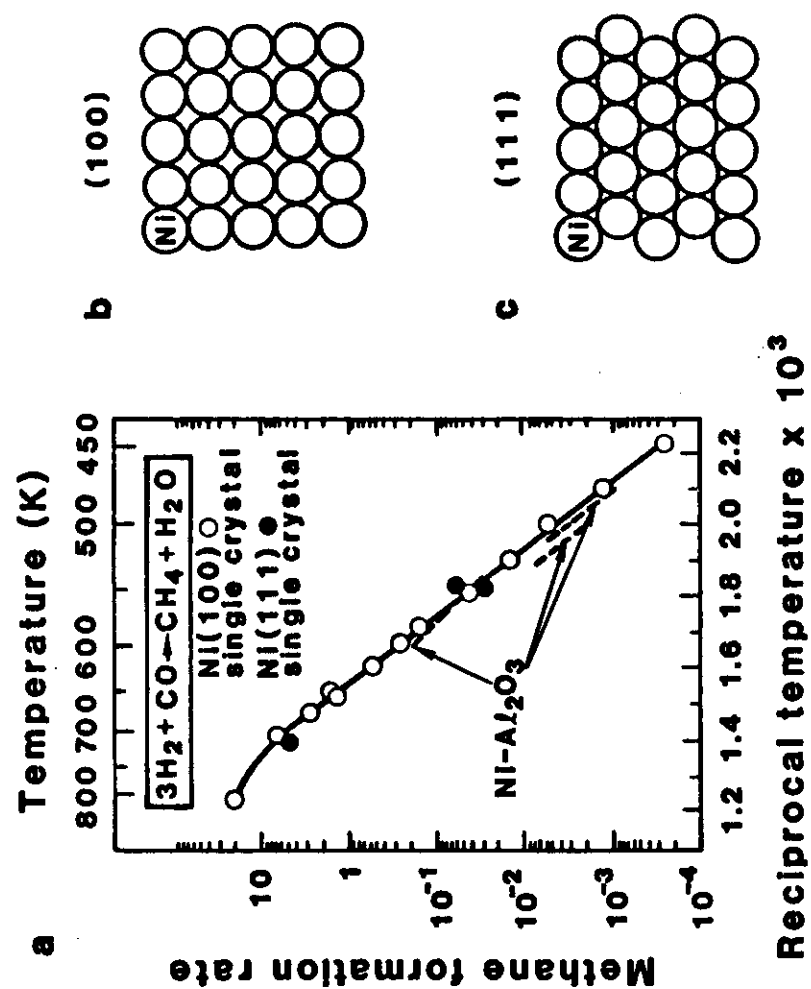 a
Temperature (K)
800 700 600 500 450
3H₂ + CO←CH₄ + H₂O
Ni(100)
single crystal
Ni(111)
single crystal
Ni-Aℓ₂O₃
Methane formation rate
10
1
10⁻¹
10⁻²
10⁻³
10⁻⁴
1.2 1.4 1.6 1.8 2.0 2.2
Reciprocal temperature x 10³
b
(100)
Ni
c
(111)
Ni